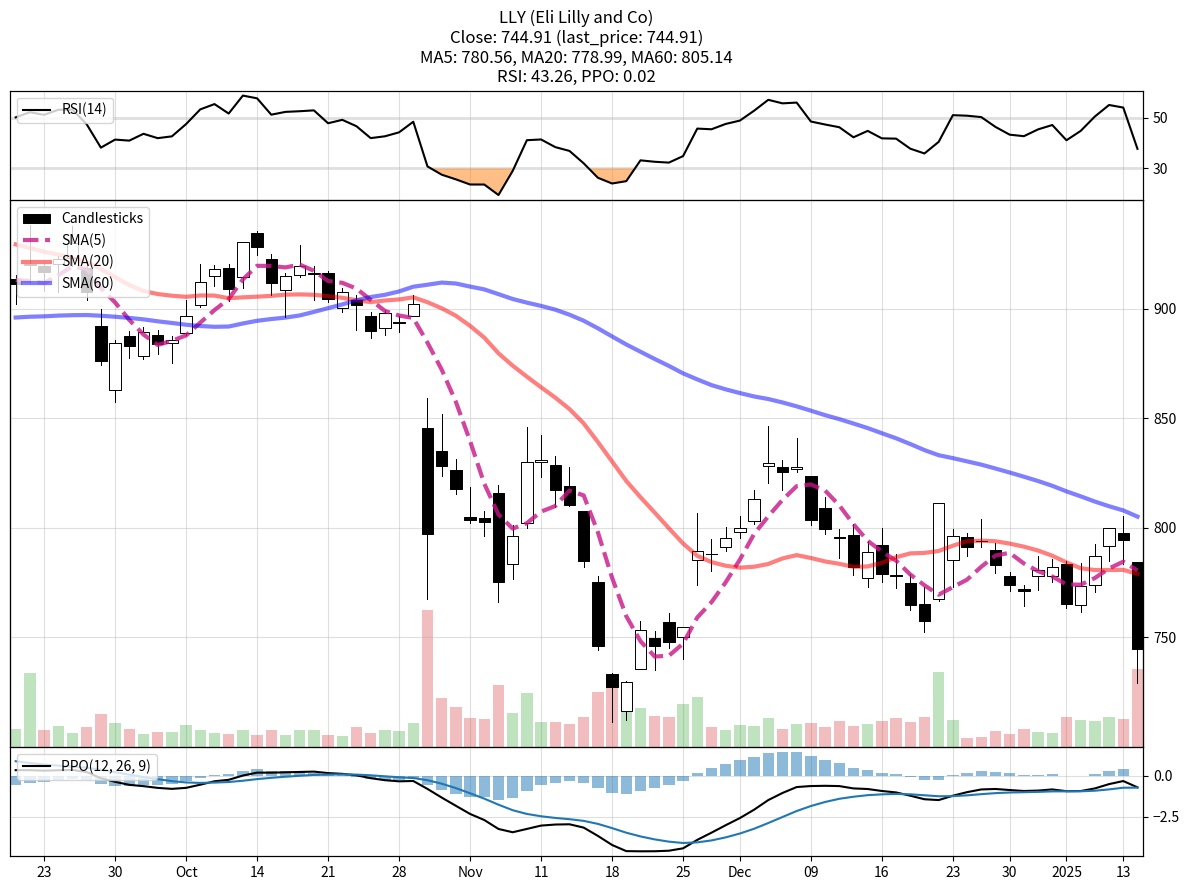 LLY (Eli Lilly and Co)
Close: 744.91 (last_price: 744.91)
MA5: 780.56, MA20: 778.99, MA60: 805.14
RSI: 43.26, PPO: 0.02
RSI(14)
50
30
Candlesticks
SMA(5)
SMA(20)
SMA(60)
900
850
800
750
PPO(12, 26, 9)
0.0
−2.5
23 30 Oct 14 21 28 Nov 11 18 25 Dec 09 16 23 30 2025 13